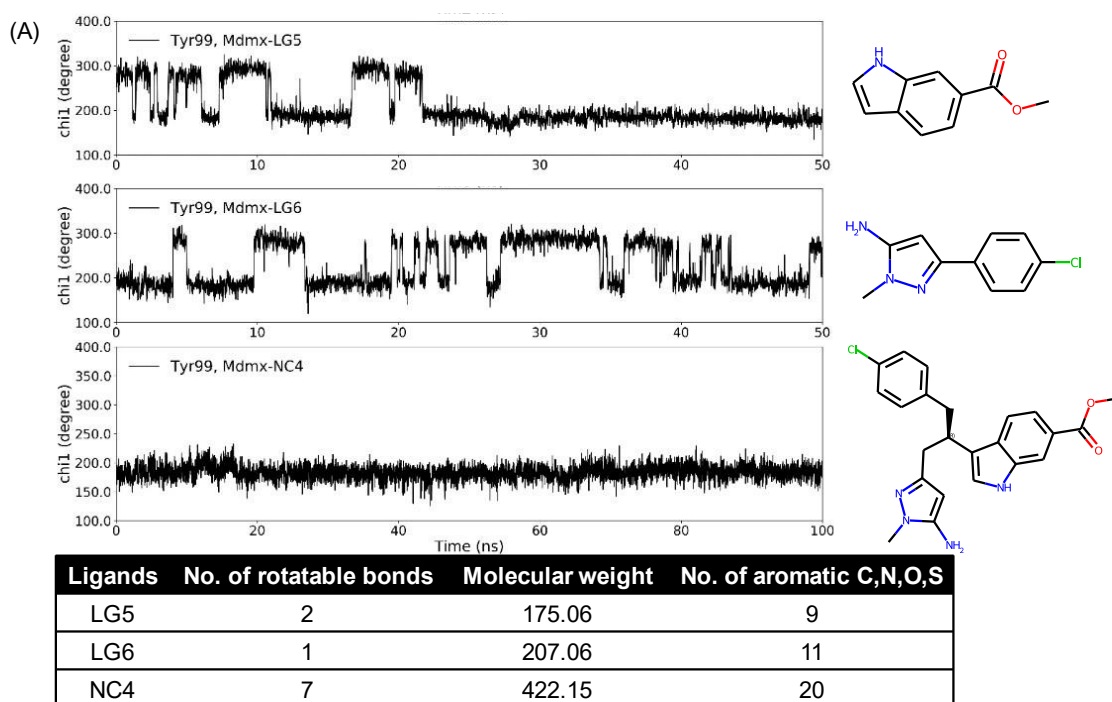 (A)
400.0
300.0
200.0
100.0
chi1 (degree)
Tyr99, Mdmx-LG5
0 10 20 30 40 50
H
N
O
O
400.0
300.0
200.0
100.0
chi1 (degree)
Tyr99, Mdmx-LG6
0 10 20 30 40 50
H₂N
N
N
Cl
400.0
350.0
300.0
250.0
200.0
150.0
100.0
chi1 (degree)
Tyr99, Mdmx-NC4
0 20 40 60 80 100
Time (ns)
Cl
O
O
NH
N
N
NH₂
Ligands No. of rotatable bonds Molecular weight No. of aromatic C,N,O,S
LG5 2 175.06 9
LG6 1 207.06 11
NC4 7 422.15 20